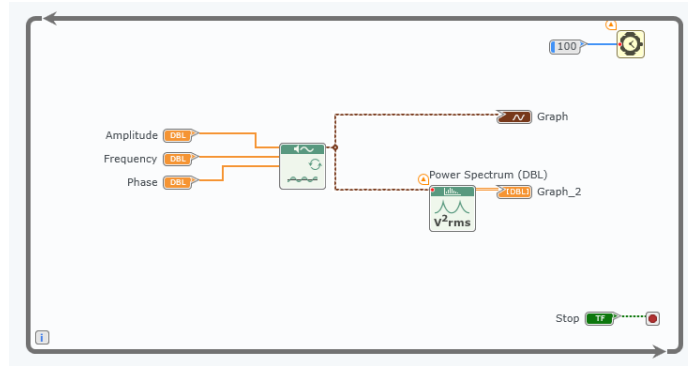 100
Amplitude DBL
Graph
Frequency DBL
Phase DBL
Power Spectrum (DBL)
[DBL] Graph_2
V²rms
Stop TF
i